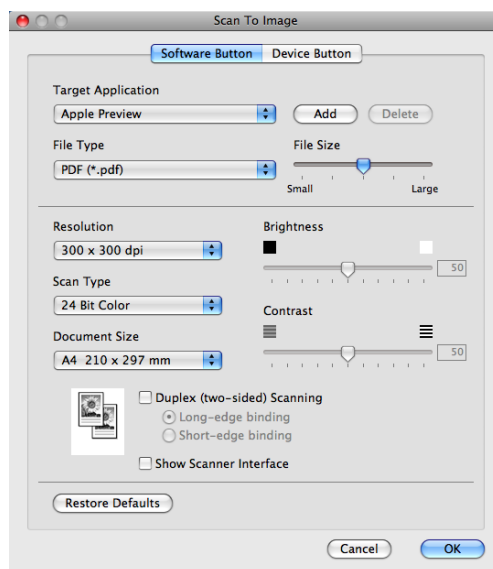 Scan To Image
Software Button Device Button
Target Application
Apple Preview Add Delete
File Type File Size
PDF (*.pdf)
Small Large
Resolution Brightness
300 x 300 dpi
50
Scan Type
24 Bit Color
Contrast
Document Size
A4 210 x 297 mm 50
Duplex (two-sided) Scanning
Long-edge binding
Short-edge binding
Show Scanner Interface
Restore Defaults
Cancel OK